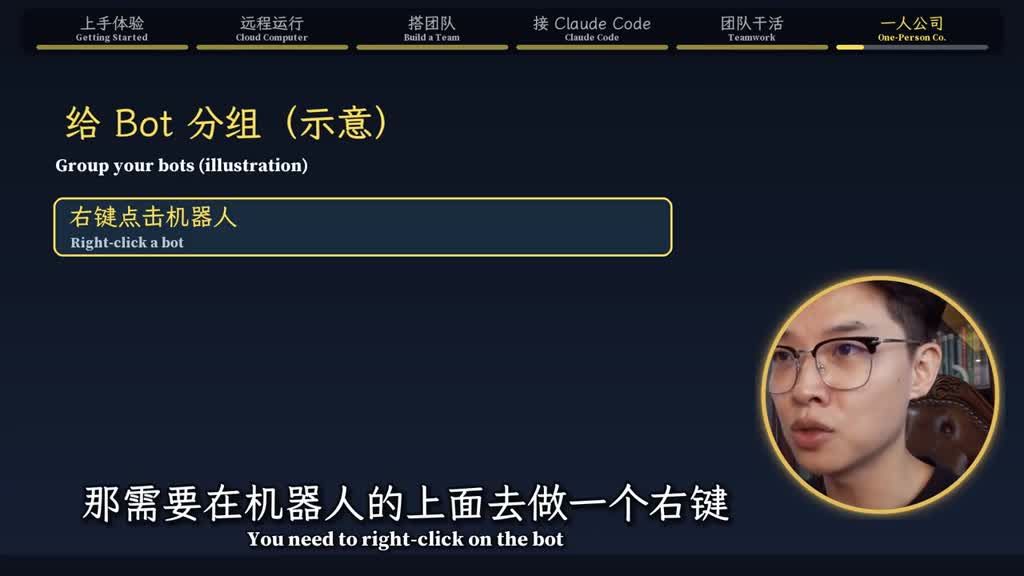 上手体验
Getting Started
远程运行
Cloud Computer
搭团队
Build a Team
接 Claude Code
Claude Code
团队干活
Teamwork
一人公司
One-Person Co.
给 Bot 分组（示意）
Group your bots (illustration)
右键点击机器人
Right-click a bot
那需要在机器人的上面去做一个右键
You need to right-click on the bot